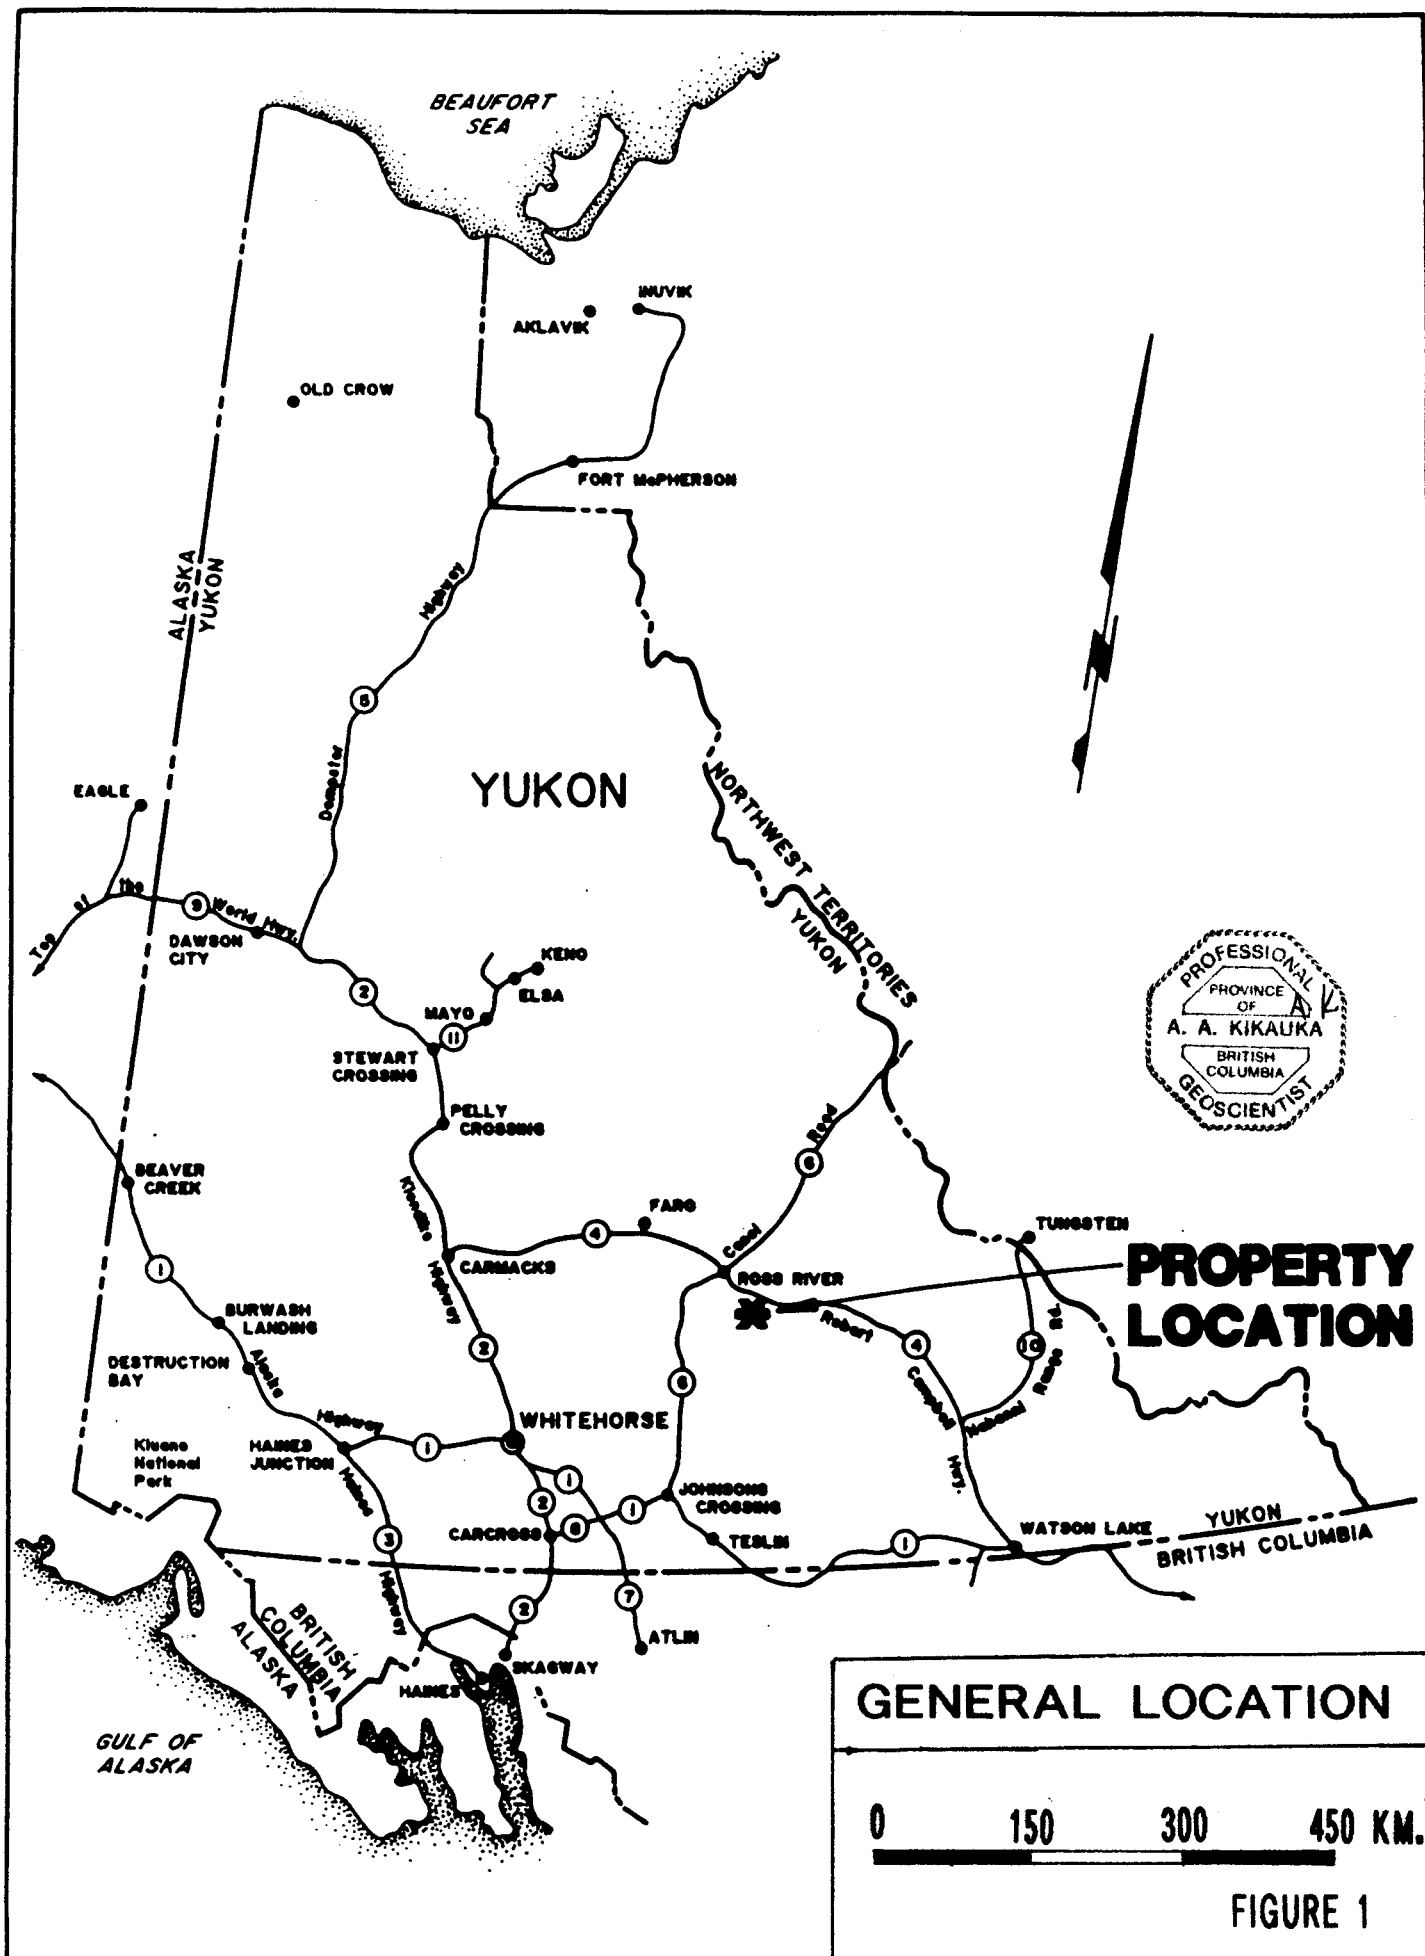 BEAUFORT
SEA
INUVIK
AKLAVIK
OLD CROW
FORT McPHERSON
ALASKA
YUKON
Highway
5
Dempster
YUKON
NORTHWEST TERRITORIES
YUKON
EAGLE
Top of the World Hwy.
9
DAWSON
CITY
2
KENO
ELSA
MAYO
11
STEWART
CROSSING
PELLY
CROSSING
PROFESSIONAL
PROVINCE
OF
A. A. KIKAUKA
BRITISH
COLUMBIA
GEOSCIENTIST
AK
BEAVER
CREEK
Klondike
Highway
6
Canol Road
FARO
4
TUNGSTEN
CARMACKS
ROSS RIVER
PROPERTY
LOCATION
1
BURWASH
LANDING
DESTRUCTION
BAY
Alaska
Highway
2
6
Robert
Campbell
Hwy.
4
10
Nahanni
Range
Rd.
WHITEHORSE
Kluane
National
Park
HAINES
JUNCTION
1
1
2
Haines
Highway
3
CARCROSS
8
1
JOHNSONS
CROSSING
TESLIN
1
WATSON LAKE
YUKON
BRITISH COLUMBIA
2
7
ATLIN
SKAGWAY
HAINES
BRITISH
COLUMBIA
ALASKA
GULF OF
ALASKA
GENERAL LOCATION
0 150 300 450 KM.
FIGURE 1